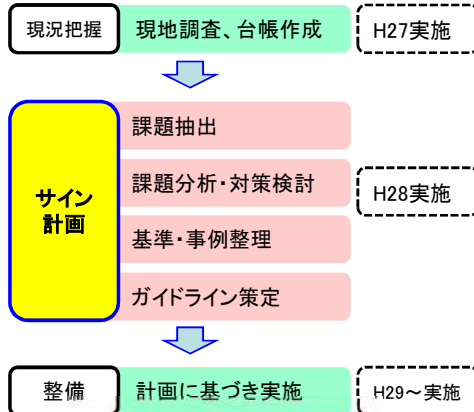 現況把握 現地調査、台帳作成 H27実施
課題抽出
課題分析・対策検討
サイン
計画
H28実施
基準・事例整理
ガイドライン策定
整備 計画に基づき実施 H29～実施